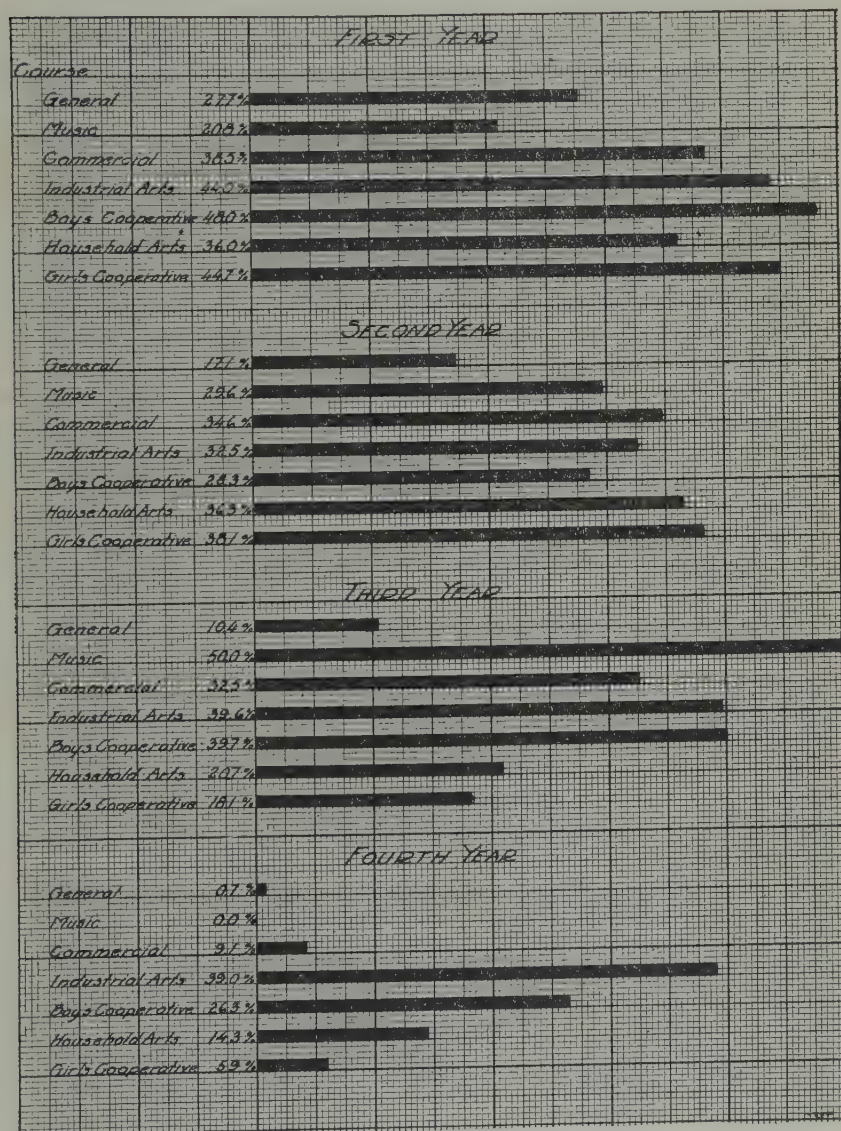 FIRST YEAR
Course
General 27.7%
Music 20.8%
Commercial 38.5%
Industrial Arts 44.0%
Boys Cooperative 48.0%
Household Arts 36.0%
Girls Cooperative 44.7%
SECOND YEAR
General 17.1%
Music 29.6%
Commercial 34.6%
Industrial Arts 32.5%
Boys Cooperative 28.3%
Household Arts 36.3%
Girls Cooperative 38.1%
THIRD YEAR
General 10.4%
Music 50.0%
Commercial 32.5%
Industrial Arts 39.6%
Boys Cooperative 39.7%
Household Arts 20.7%
Girls Cooperative 18.1%
FOURTH YEAR
General 0.7%
Music 0.0%
Commercial
Industrial Arts 39.0%
Boys Cooperative 26.3%
Household Arts 14.3%
Girls Cooperative 5.9%